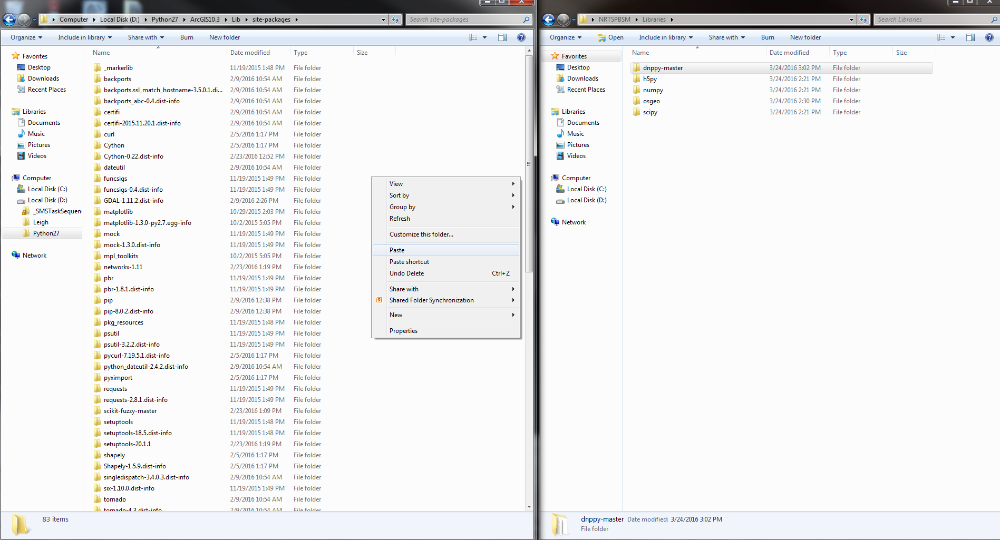 Computer ▸ Local Disk (D:) ▸ Python27 ▸ ArcGIS10.3 ▸ Lib ▸ site-packages ▸
Search site-packages
Organize Include in library Share with Burn New folder
Favorites
Desktop
Downloads
Recent Places
Libraries
Documents
Music
Pictures
Videos
Computer
Local Disk (C:)
Local Disk (D:)
_SMSTaskSequen
Leigh
Python27
Network
Name Date modified Type Size
_markerlib 11/19/2015 1:48 PM File folder
backports 2/9/2016 10:54 AM File folder
backports.ssl_match_hostname-3.5.0.1.di... 2/9/2016 10:54 AM File folder
backports_abc-0.4.dist-info 2/9/2016 10:54 AM File folder
certifi 2/9/2016 10:54 AM File folder
certifi-2015.11.20.1.dist-info 2/9/2016 10:54 AM File folder
curl 2/5/2016 1:17 PM File folder
Cython 2/5/2016 1:17 PM File folder
Cython-0.22.dist-info 2/23/2016 12:52 PM File folder
dateutil 2/9/2016 10:54 AM File folder
funcsigs 11/19/2015 1:49 PM File folder
funcsigs-0.4.dist-info 11/19/2015 1:49 PM File folder
GDAL-1.11.2.dist-info 2/9/2016 2:26 PM File folder
matplotlib 10/29/2015 2:03 PM File folder
matplotlib-1.3.0-py2.7.egg-info 10/2/2015 5:05 PM File folder
mock 11/19/2015 1:49 PM File folder
mock-1.3.0.dist-info 11/19/2015 1:49 PM File folder
mpl_toolkits 10/2/2015 5:05 PM File folder
networkx-1.11 2/23/2016 1:19 PM File folder
pbr 11/19/2015 1:49 PM File folder
pbr-1.8.1.dist-info 11/19/2015 1:49 PM File folder
pip 2/9/2016 12:38 PM File folder
pip-8.0.2.dist-info 2/9/2016 12:38 PM File folder
pkg_resources 11/19/2015 1:48 PM File folder
psutil 11/19/2015 1:49 PM File folder
psutil-3.2.2.dist-info 11/19/2015 1:49 PM File folder
pycurl-7.19.5.1.dist-info 2/5/2016 1:17 PM File folder
python_dateutil-2.4.2.dist-info 2/9/2016 10:54 AM File folder
pyximport 2/5/2016 1:17 PM File folder
requests 11/19/2015 1:49 PM File folder
requests-2.8.1.dist-info 11/19/2015 1:49 PM File folder
scikit-fuzzy-master 2/23/2016 1:09 PM File folder
setuptools 11/19/2015 1:48 PM File folder
setuptools-18.5.dist-info 11/19/2015 1:48 PM File folder
setuptools-20.1.1 2/23/2016 1:19 PM File folder
shapely 2/5/2016 1:17 PM File folder
Shapely-1.5.9.dist-info 2/5/2016 1:17 PM File folder
singledispatch-3.4.0.3.dist-info 2/9/2016 10:54 AM File folder
six-1.10.0.dist-info 11/19/2015 1:49 PM File folder
tornado 2/9/2016 10:54 AM File folder
tornado-4.3.dist-info 2/9/2016 10:54 AM File folder
View
Sort by
Group by
Refresh
Customize this folder...
Paste
Paste shortcut
Undo Delete Ctrl+Z
Share with
S Shared Folder Synchronization
New
Properties
83 items
NRTSPBSM ▸ Libraries ▸
Search Libraries
Organize Open Include in library Share with Burn New folder
Favorites
Desktop
Downloads
Recent Places
Libraries
Documents
Music
Pictures
Videos
Computer
Local Disk (C:)
Local Disk (D:)
Network
Name Date modified Type Size
dnppy-master 3/24/2016 3:02 PM File folder
h5py 3/24/2016 2:21 PM File folder
numpy 3/24/2016 2:21 PM File folder
osgeo 3/24/2016 2:30 PM File folder
scipy 3/24/2016 2:21 PM File folder
dnppy-master Date modified: 3/24/2016 3:02 PM
File folder